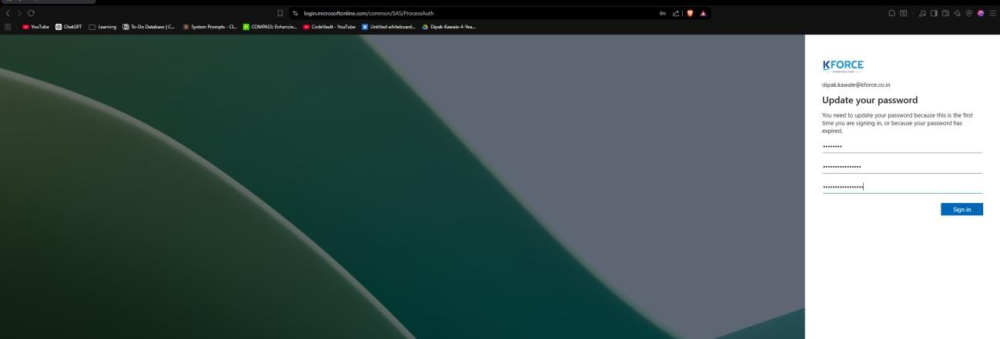 login.microsoftonline.com/common/SAS/ProcessAuth
YouTube ChatGPT Learning To-Do Database | C... System Prompts - Cl... COMPASS: Enhancin... CodeVault - YouTube Untitled whiteboard... Dipak-Kawale-4-Yea...
KFORCE
dipak.kawale@kforce.co.in
Update your password
You need to update your password because this is the first
time you are signing in, or because your password has
expired.
Sign in